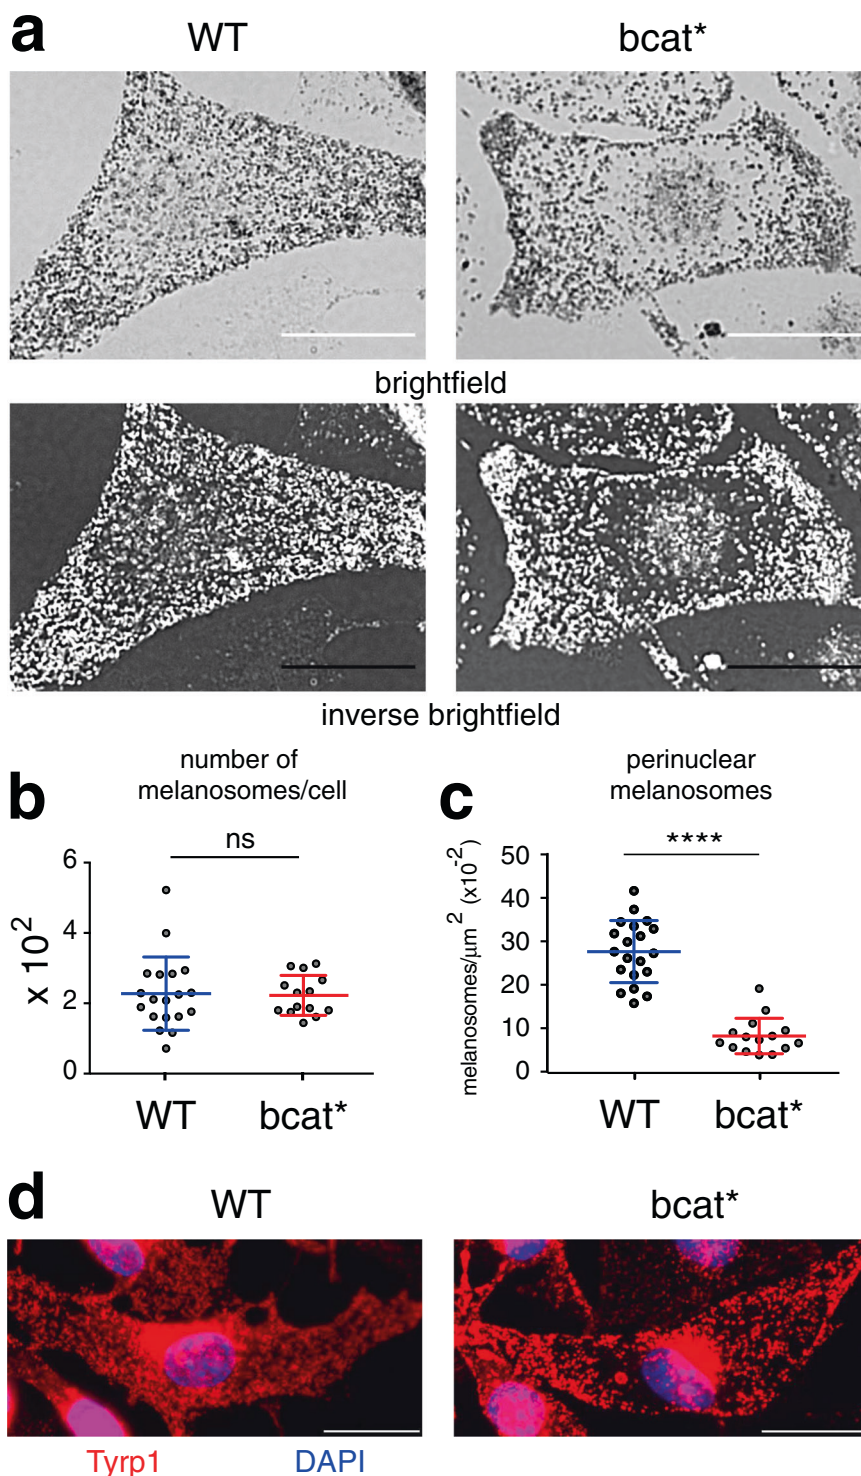 a
WT bcat*
brightfield
inverse brightfield
b
number of
melanosomes/cell
ns
x 10²
6
4
2
0
WT bcat*
c
perinuclear
melanosomes
****
melanosomes/µm² (x10⁻²)
50
40
30
20
10
0
WT bcat*
d
WT bcat*
Tyrp1 DAPI